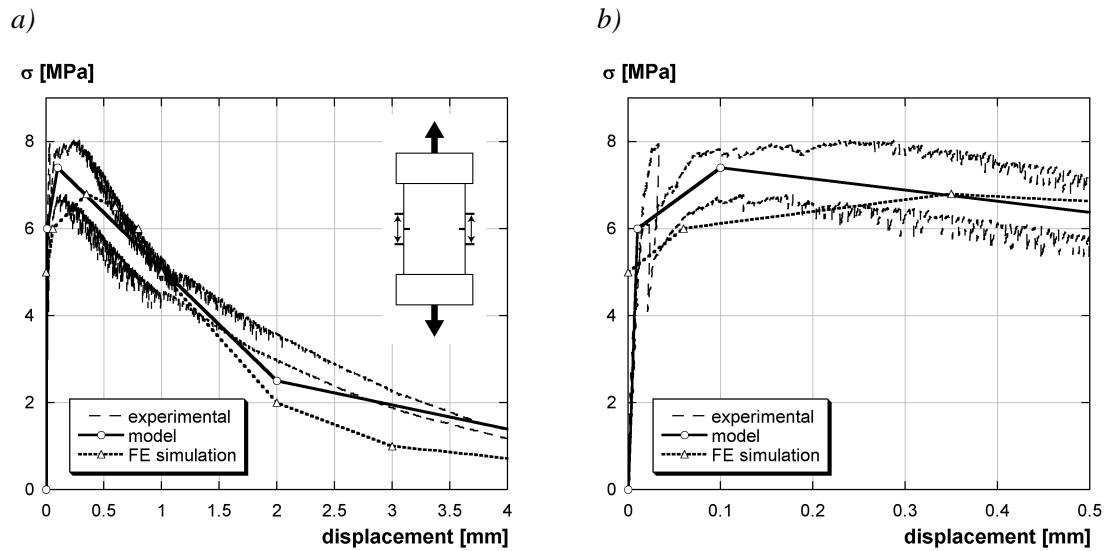 a)
σ [MPa]
8
6
4
2
0
experimental
model
FE simulation
0 0.5 1 1.5 2 2.5 3 3.5 4
displacement [mm]
b)
σ [MPa]
8
6
4
2
0
experimental
model
FE simulation
0 0.1 0.2 0.3 0.4 0.5
displacement [mm]